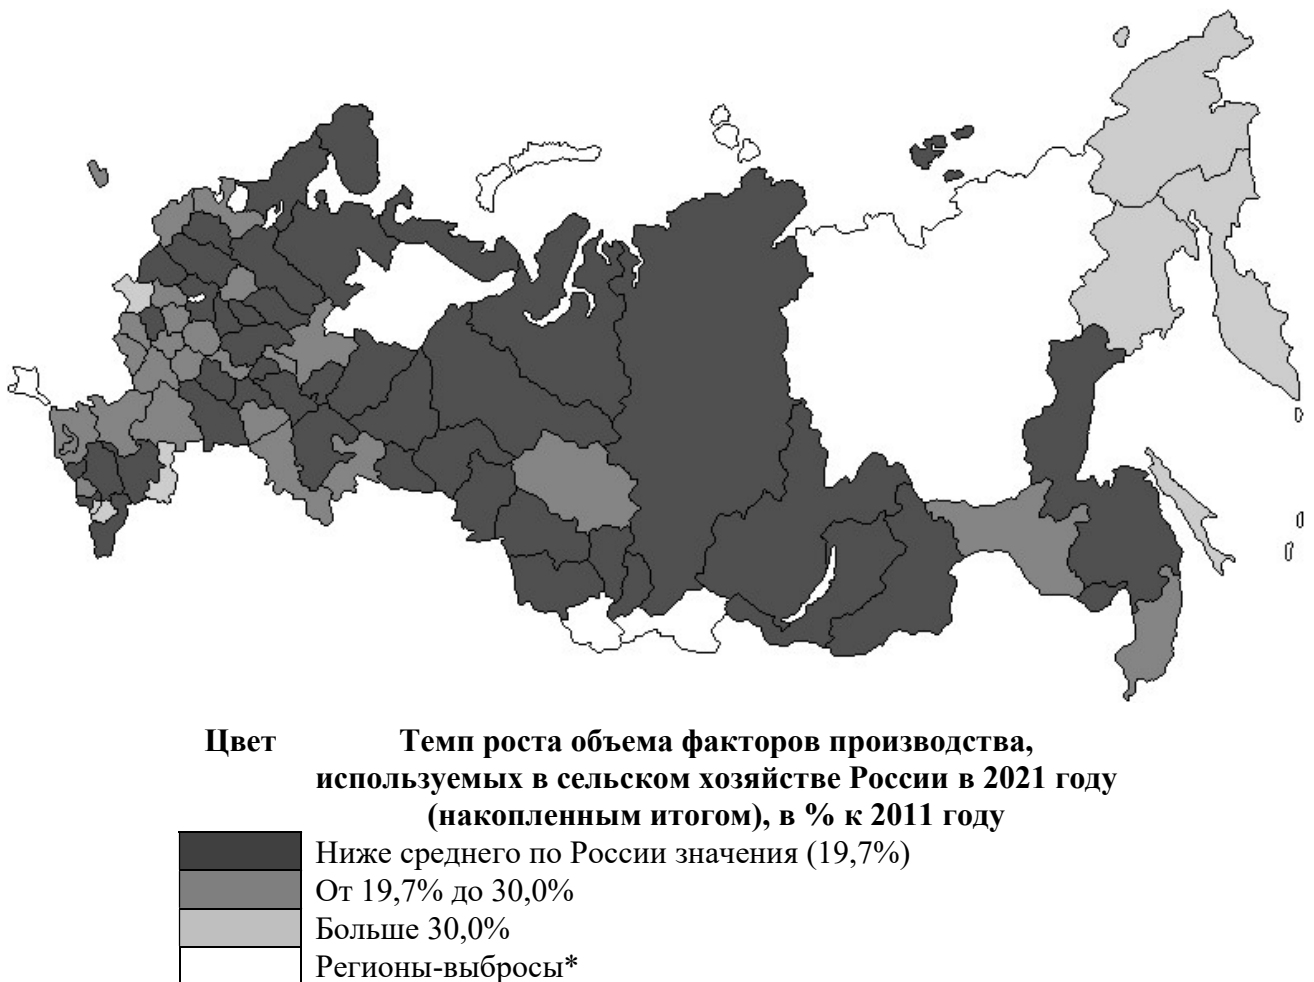 Цвет Темп роста объема факторов производства,
используемых в сельском хозяйстве России в 2021 году
(накопленным итогом), в % к 2011 году
Ниже среднего по России значения (19,7%)
От 19,7% до 30,0%
Больше 30,0%
Регионы-выбросы*